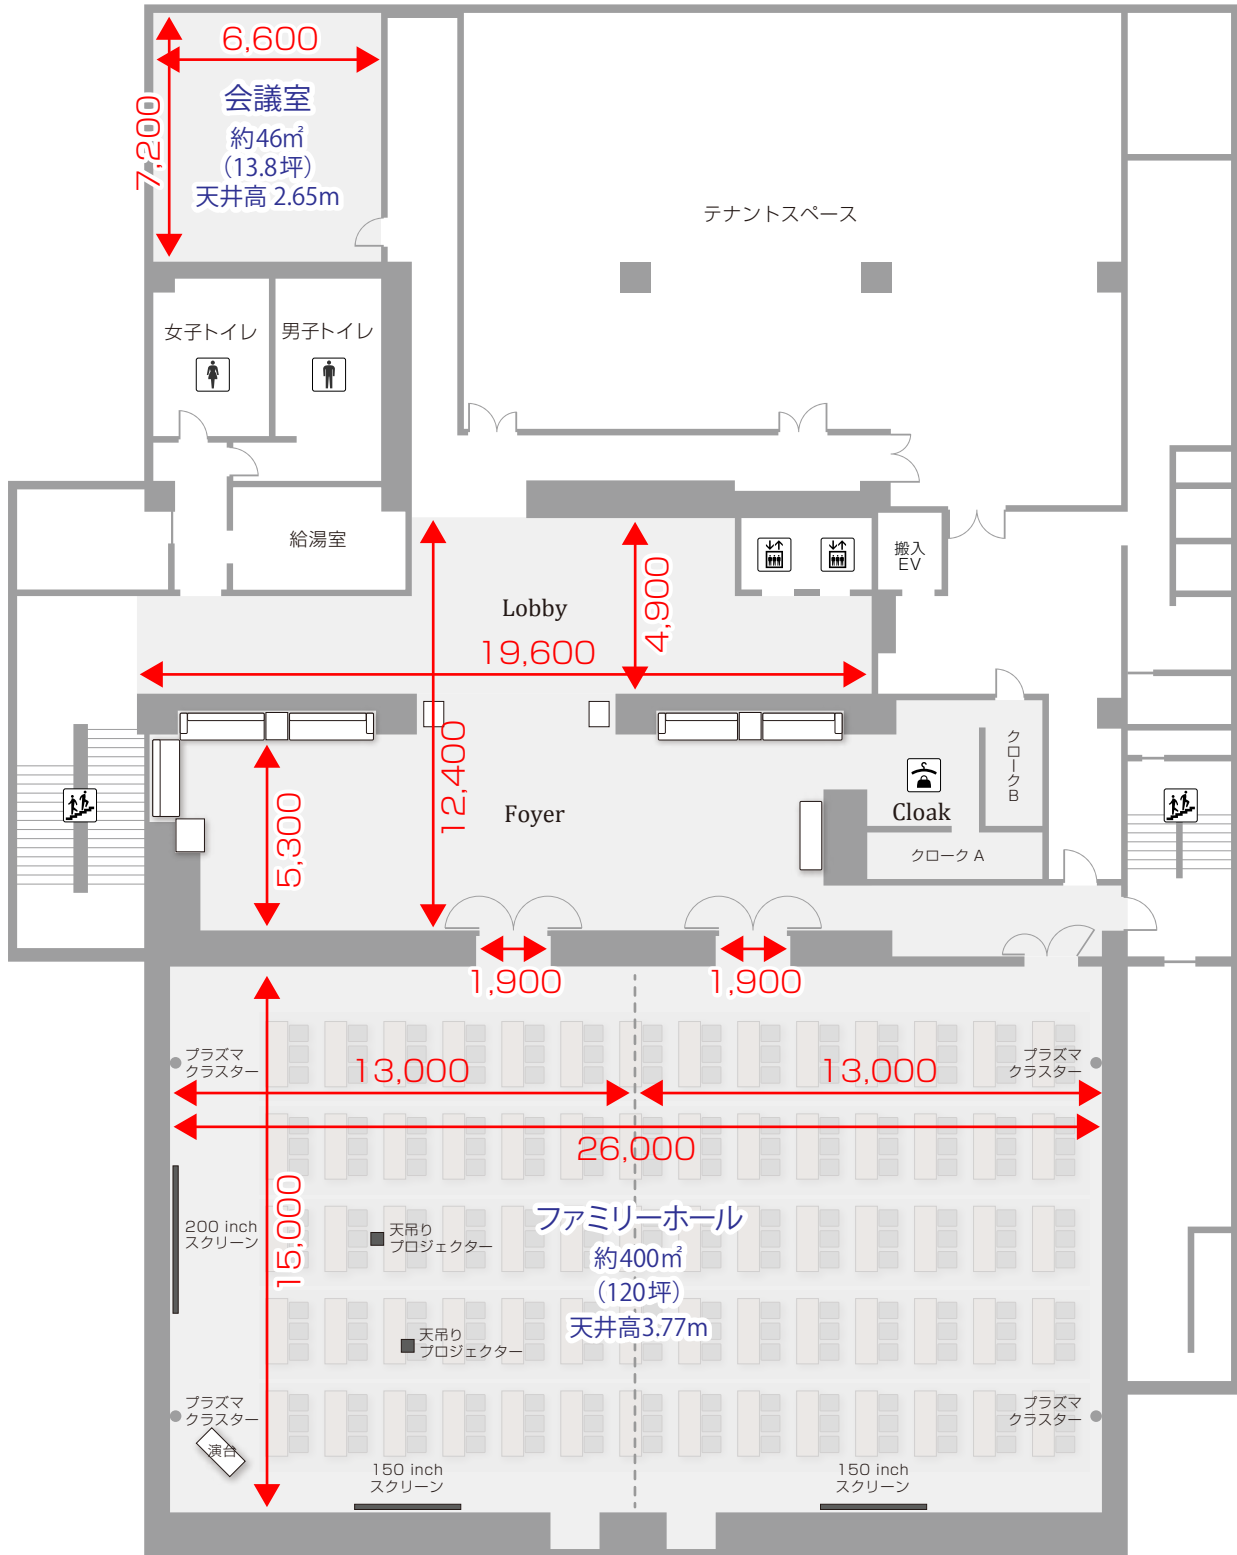 6,600
7,200
会議室
約46㎡
(13.8坪)
天井高 2.65m
テナントスペース
女子トイレ
男子トイレ
給湯室
搬入
EV
Lobby
4,900
19,600
12,400
5,300
Foyer
Cloak
クロークB
クローク A
1,900
1,900
プラズマ
クラスター
プラズマ
クラスター
13,000
13,000
26,000
15,000
200 inch
スクリーン
天吊り
プロジェクター
ファミリーホール
約400㎡
(120坪)
天井高3.77m
天吊り
プロジェクター
プラズマ
クラスター
プラズマ
クラスター
演台
150 inch
スクリーン
150 inch
スクリーン